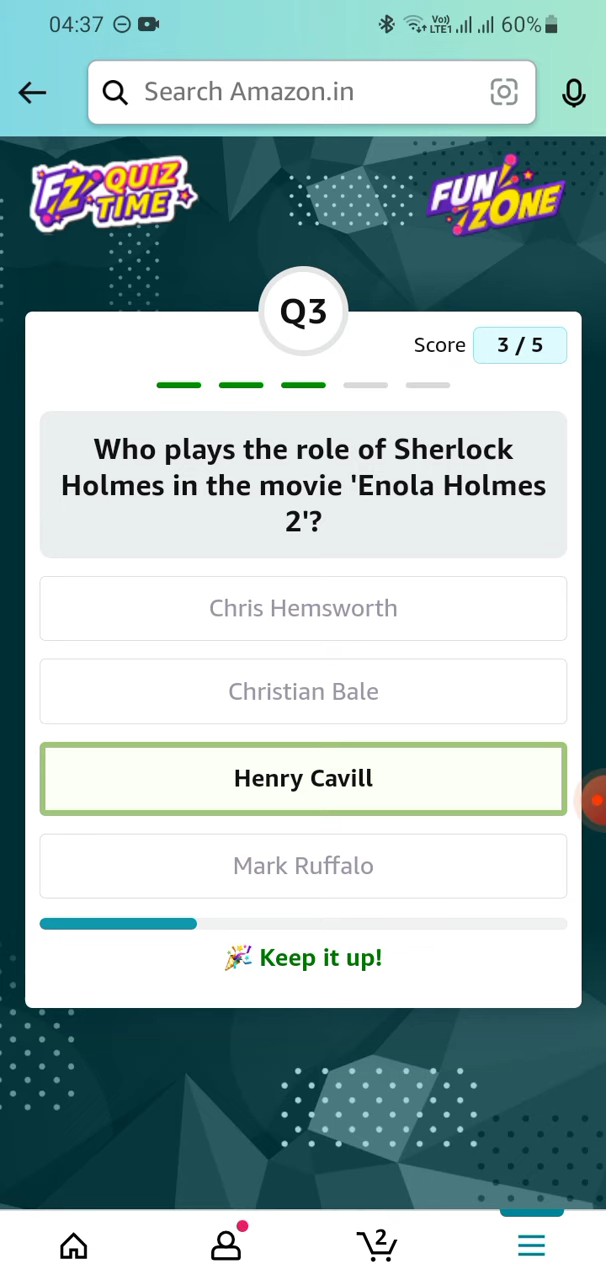 04:37
Vo)) LTE1 60%
Search Amazon.in
FZ QUIZ TIME
FUN ZONE
Q3
Score 3 / 5
Who plays the role of Sherlock
Holmes in the movie 'Enola Holmes
2'?
Chris Hemsworth
Christian Bale
Henry Cavill
Mark Ruffalo
🎉 Keep it up!
2